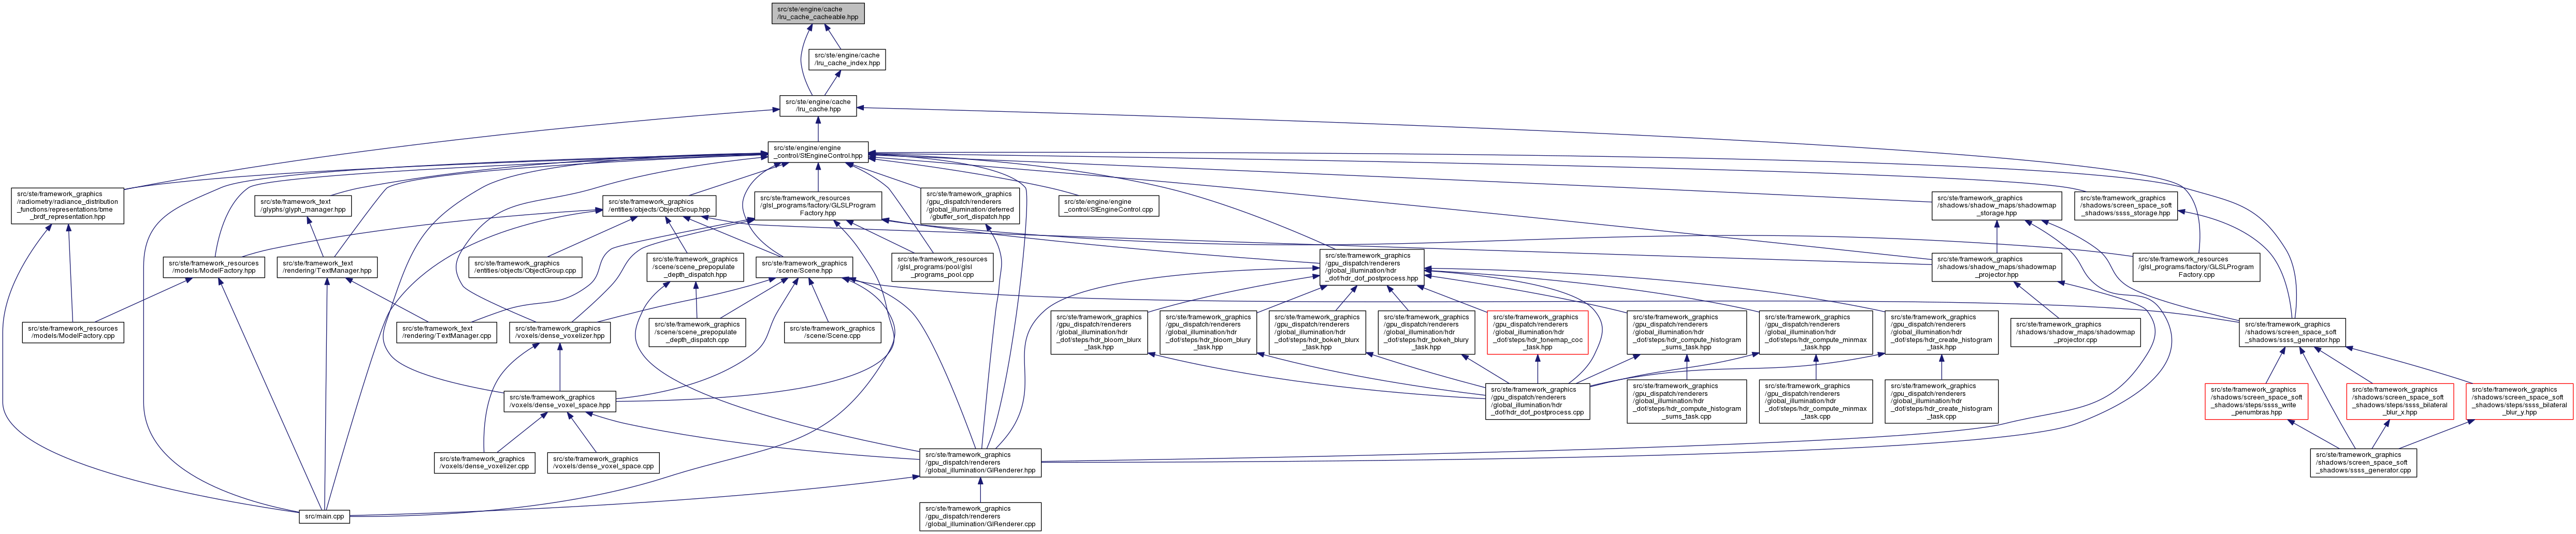 src/ste/engine/cache
/lru_cache_cacheable.hpp
src/ste/engine/cache
/lru_cache_index.hpp
src/ste/engine/cache
/lru_cache.hpp
src/ste/engine/engine
_control/StEngineControl.hpp
src/ste/framework_graphics
/radiometry/radiance_distribution
_functions/representations/bme
_brdf_representation.hpp
src/ste/framework_text
/glyphs/glyph_manager.hpp
src/ste/framework_graphics
/entities/objects/ObjectGroup.hpp
src/ste/framework_resources
/glsl_programs/factory/GLSLProgram
Factory.hpp
src/ste/framework_graphics
/gpu_dispatch/renderers
/global_illumination/deferred
/gbuffer_sort_dispatch.hpp
src/ste/engine/engine
_control/StEngineControl.cpp
src/ste/framework_graphics
/shadows/shadow_maps/shadowmap
_storage.hpp
src/ste/framework_graphics
/shadows/screen_space_soft
_shadows/ssss_storage.hpp
src/ste/framework_resources
/models/ModelFactory.hpp
src/ste/framework_text
/rendering/TextManager.hpp
src/ste/framework_graphics
/entities/objects/ObjectGroup.cpp
src/ste/framework_graphics
/scene/scene_prepopulate
_depth_dispatch.hpp
src/ste/framework_graphics
/scene/Scene.hpp
src/ste/framework_resources
/glsl_programs/pool/glsl
_programs_pool.cpp
src/ste/framework_graphics
/gpu_dispatch/renderers
/global_illumination/hdr
_dof/hdr_dof_postprocess.hpp
src/ste/framework_graphics
/shadows/shadow_maps/shadowmap
_projector.hpp
src/ste/framework_resources
/glsl_programs/factory/GLSLProgram
Factory.cpp
src/ste/framework_resources
/models/ModelFactory.cpp
src/ste/framework_text
/rendering/TextManager.cpp
src/ste/framework_graphics
/voxels/dense_voxelizer.hpp
src/ste/framework_graphics
/scene/scene_prepopulate
_depth_dispatch.cpp
src/ste/framework_graphics
/scene/Scene.cpp
src/ste/framework_graphics
/gpu_dispatch/renderers
/global_illumination/hdr
_dof/steps/hdr_bloom_blurx
_task.hpp
src/ste/framework_graphics
/gpu_dispatch/renderers
/global_illumination/hdr
_dof/steps/hdr_bloom_blury
_task.hpp
src/ste/framework_graphics
/gpu_dispatch/renderers
/global_illumination/hdr
_dof/steps/hdr_bokeh_blurx
_task.hpp
src/ste/framework_graphics
/gpu_dispatch/renderers
/global_illumination/hdr
_dof/steps/hdr_bokeh_blury
_task.hpp
src/ste/framework_graphics
/gpu_dispatch/renderers
/global_illumination/hdr
_dof/steps/hdr_tonemap_coc
_task.hpp
src/ste/framework_graphics
/gpu_dispatch/renderers
/global_illumination/hdr
_dof/steps/hdr_compute_histogram
_sums_task.hpp
src/ste/framework_graphics
/gpu_dispatch/renderers
/global_illumination/hdr
_dof/steps/hdr_compute_minmax
_task.hpp
src/ste/framework_graphics
/gpu_dispatch/renderers
/global_illumination/hdr
_dof/steps/hdr_create_histogram
_task.hpp
src/ste/framework_graphics
/shadows/shadow_maps/shadowmap
_projector.cpp
src/ste/framework_graphics
/shadows/screen_space_soft
_shadows/ssss_generator.hpp
src/ste/framework_graphics
/voxels/dense_voxel_space.hpp
src/ste/framework_graphics
/gpu_dispatch/renderers
/global_illumination/hdr
_dof/hdr_dof_postprocess.cpp
src/ste/framework_graphics
/gpu_dispatch/renderers
/global_illumination/hdr
_dof/steps/hdr_compute_histogram
_sums_task.cpp
src/ste/framework_graphics
/gpu_dispatch/renderers
/global_illumination/hdr
_dof/steps/hdr_compute_minmax
_task.cpp
src/ste/framework_graphics
/gpu_dispatch/renderers
/global_illumination/hdr
_dof/steps/hdr_create_histogram
_task.cpp
src/ste/framework_graphics
/shadows/screen_space_soft
_shadows/steps/ssss_write
_penumbras.hpp
src/ste/framework_graphics
/shadows/screen_space_soft
_shadows/steps/ssss_bilateral
_blur_x.hpp
src/ste/framework_graphics
/shadows/screen_space_soft
_shadows/steps/ssss_bilateral
_blur_y.hpp
src/ste/framework_graphics
/voxels/dense_voxelizer.cpp
src/ste/framework_graphics
/voxels/dense_voxel_space.cpp
src/ste/framework_graphics
/gpu_dispatch/renderers
/global_illumination/GIRenderer.hpp
src/ste/framework_graphics
/shadows/screen_space_soft
_shadows/ssss_generator.cpp
src/main.cpp
src/ste/framework_graphics
/gpu_dispatch/renderers
/global_illumination/GIRenderer.cpp